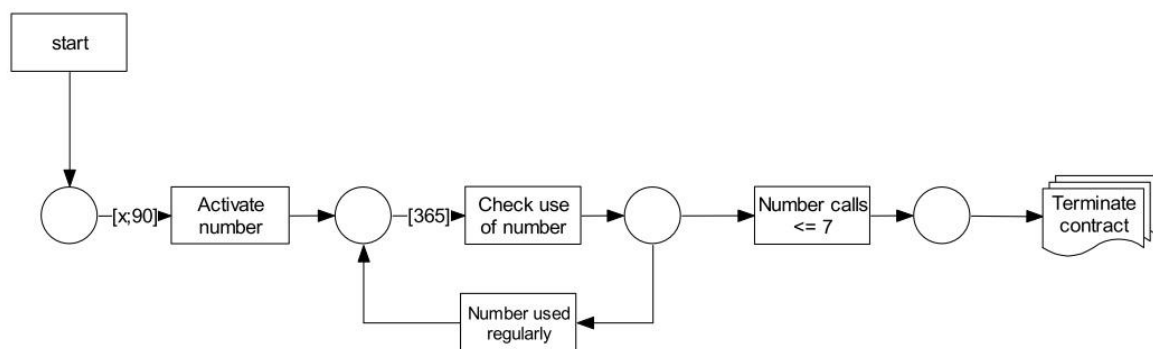 start
[x;90]
Activate
number
[365]
Check use
of number
Number calls
<= 7
Terminate
contract
Number used
regularly